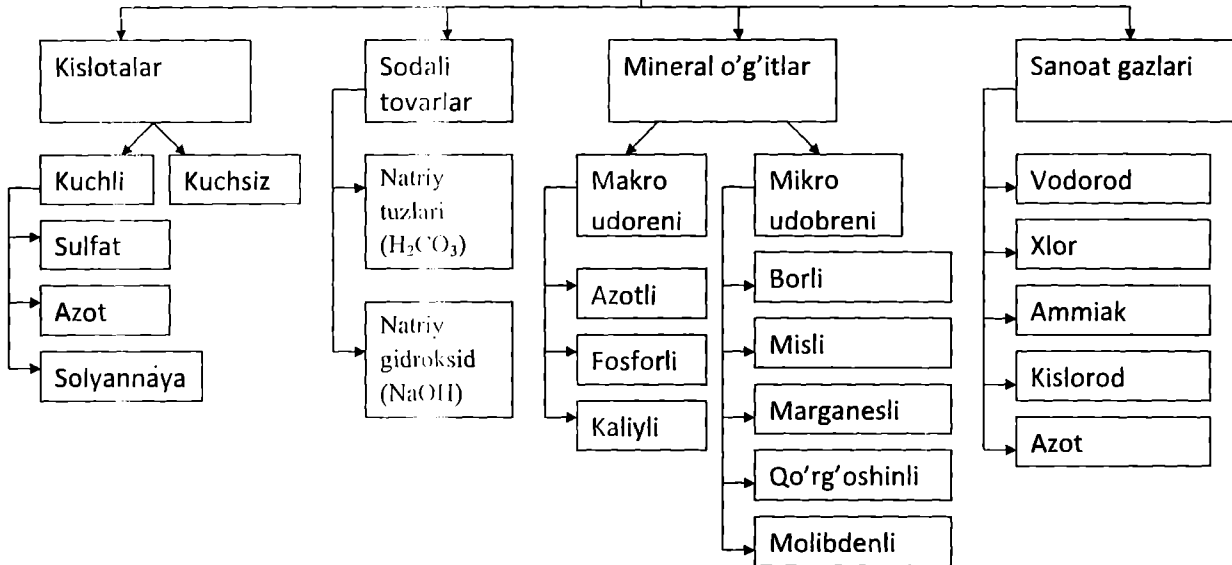 Kislotalar
Kuchli
Kuchsiz
Sulfat
Azot
Solyannaya
Sodali
tovarlar
Natriy
tuzlari
(H₂CO₃)
Natriy
gidroksid
(NaOH)
Mineral o'g'itlar
Makro
udoreni
Azotli
Fosforli
Kaliyli
Mikro
udobreni
Borli
Misli
Marganesli
Qo'rg'oshinli
Molibdenli
Sanoat gazlari
Vodorod
Xlor
Ammiak
Kislorod
Azot